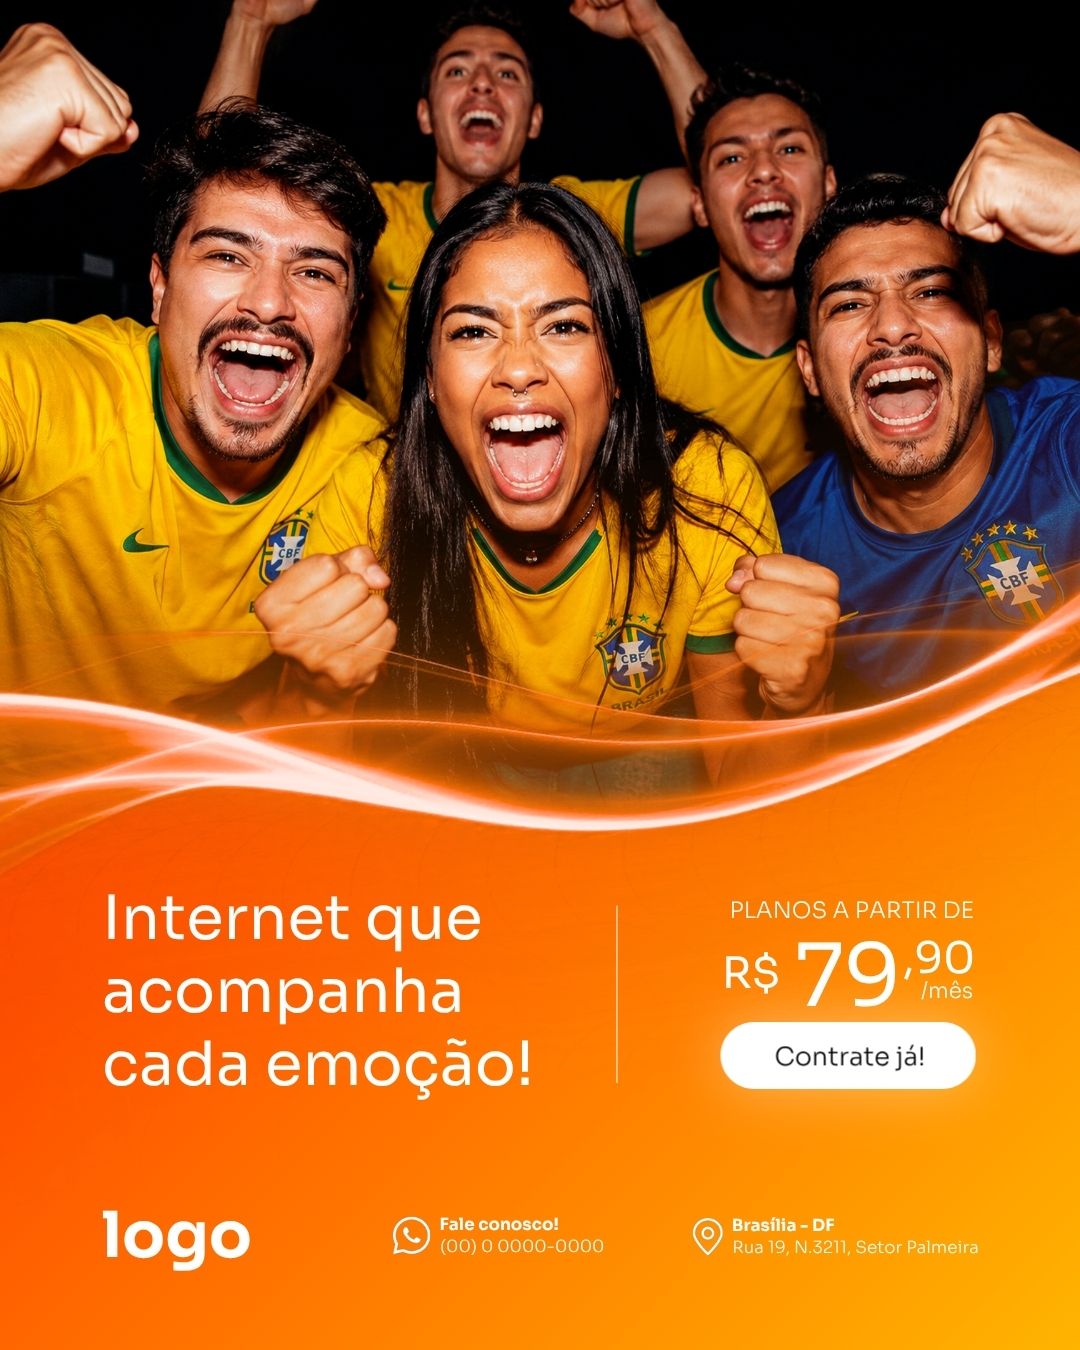 CBF
CBF
CBF
BRASIL
Internet que
acompanha
cada emoção!
PLANOS A PARTIR DE
R$ 79,90
/mês
Contrate já!
logo
Fale conosco!
(00) 0 0000-0000
Brasília - DF
Rua 19, N.3211, Setor Palmeira